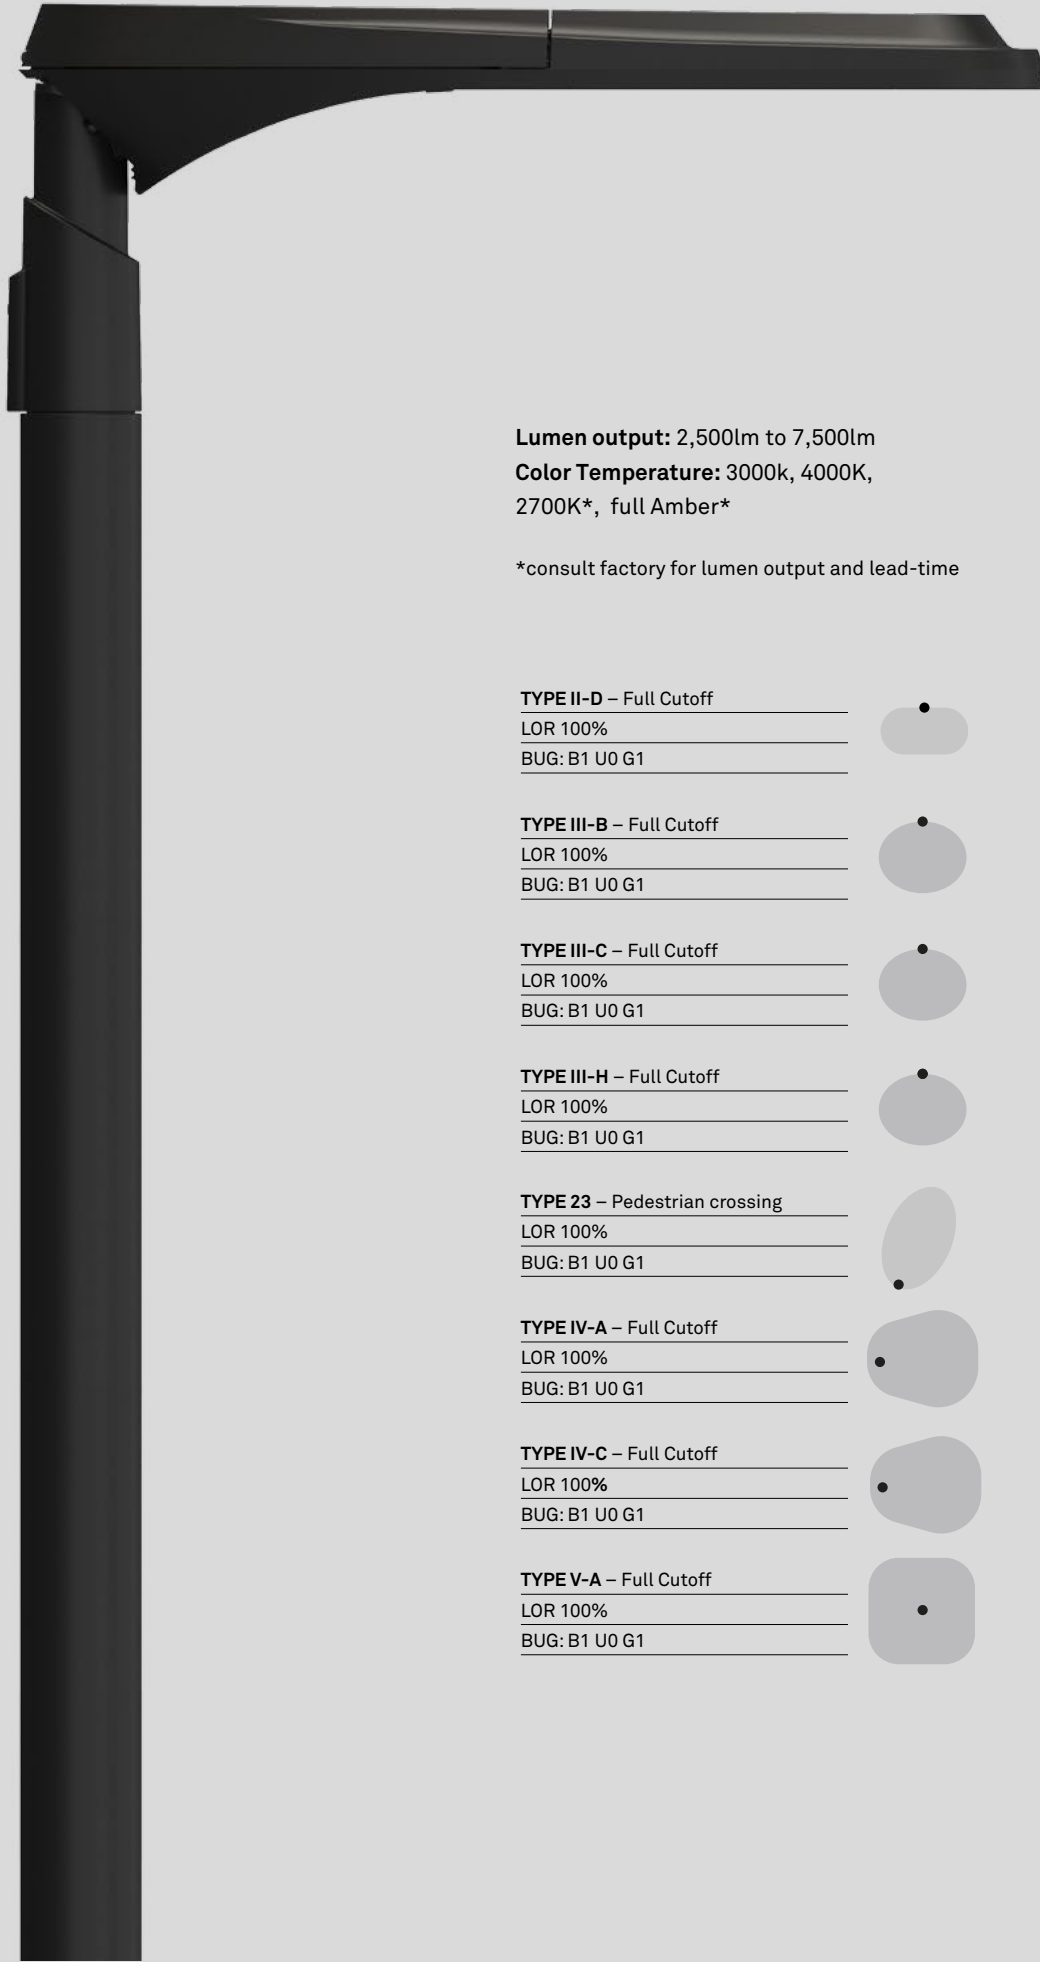 Lumen output: 2,500lm to 7,500lm
Color Temperature: 3000k, 4000K,
2700K*, full Amber*
*consult factory for lumen output and lead-time
TYPE II-D – Full Cutoff
LOR 100%
BUG: B1 U0 G1
TYPE III-B – Full Cutoff
LOR 100%
BUG: B1 U0 G1
TYPE III-C – Full Cutoff
LOR 100%
BUG: B1 U0 G1
TYPE III-H – Full Cutoff
LOR 100%
BUG: B1 U0 G1
TYPE 23 – Pedestrian crossing
LOR 100%
BUG: B1 U0 G1
TYPE IV-A – Full Cutoff
LOR 100%
BUG: B1 U0 G1
TYPE IV-C – Full Cutoff
LOR 100%
BUG: B1 U0 G1
TYPE V-A – Full Cutoff
LOR 100%
BUG: B1 U0 G1